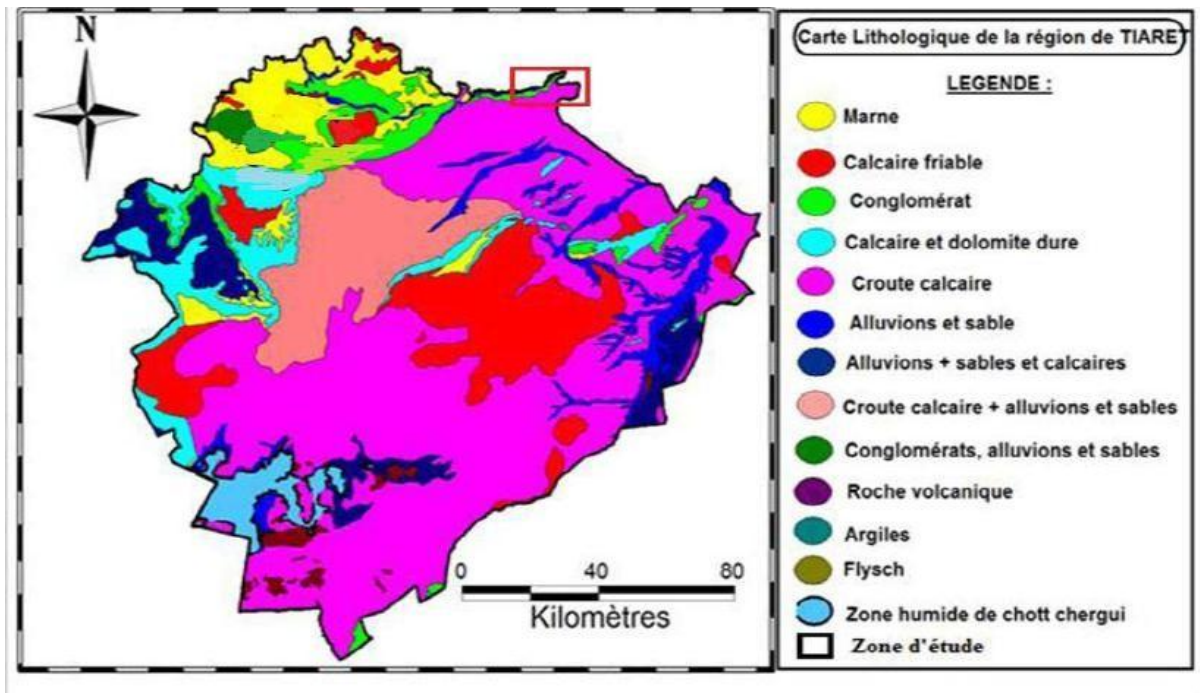 N
0 40 80
Kilomètres
Carte Lithologique de la région de TIARET
LEGENDE :
Marne
Calcaire friable
Conglomérat
Calcaire et dolomite dure
Croute calcaire
Alluvions et sable
Alluvions + sables et calcaires
Croute calcaire + alluvions et sables
Conglomérats, alluvions et sables
Roche volcanique
Argiles
Flysch
Zone humide de chott chergui
Zone d'étude